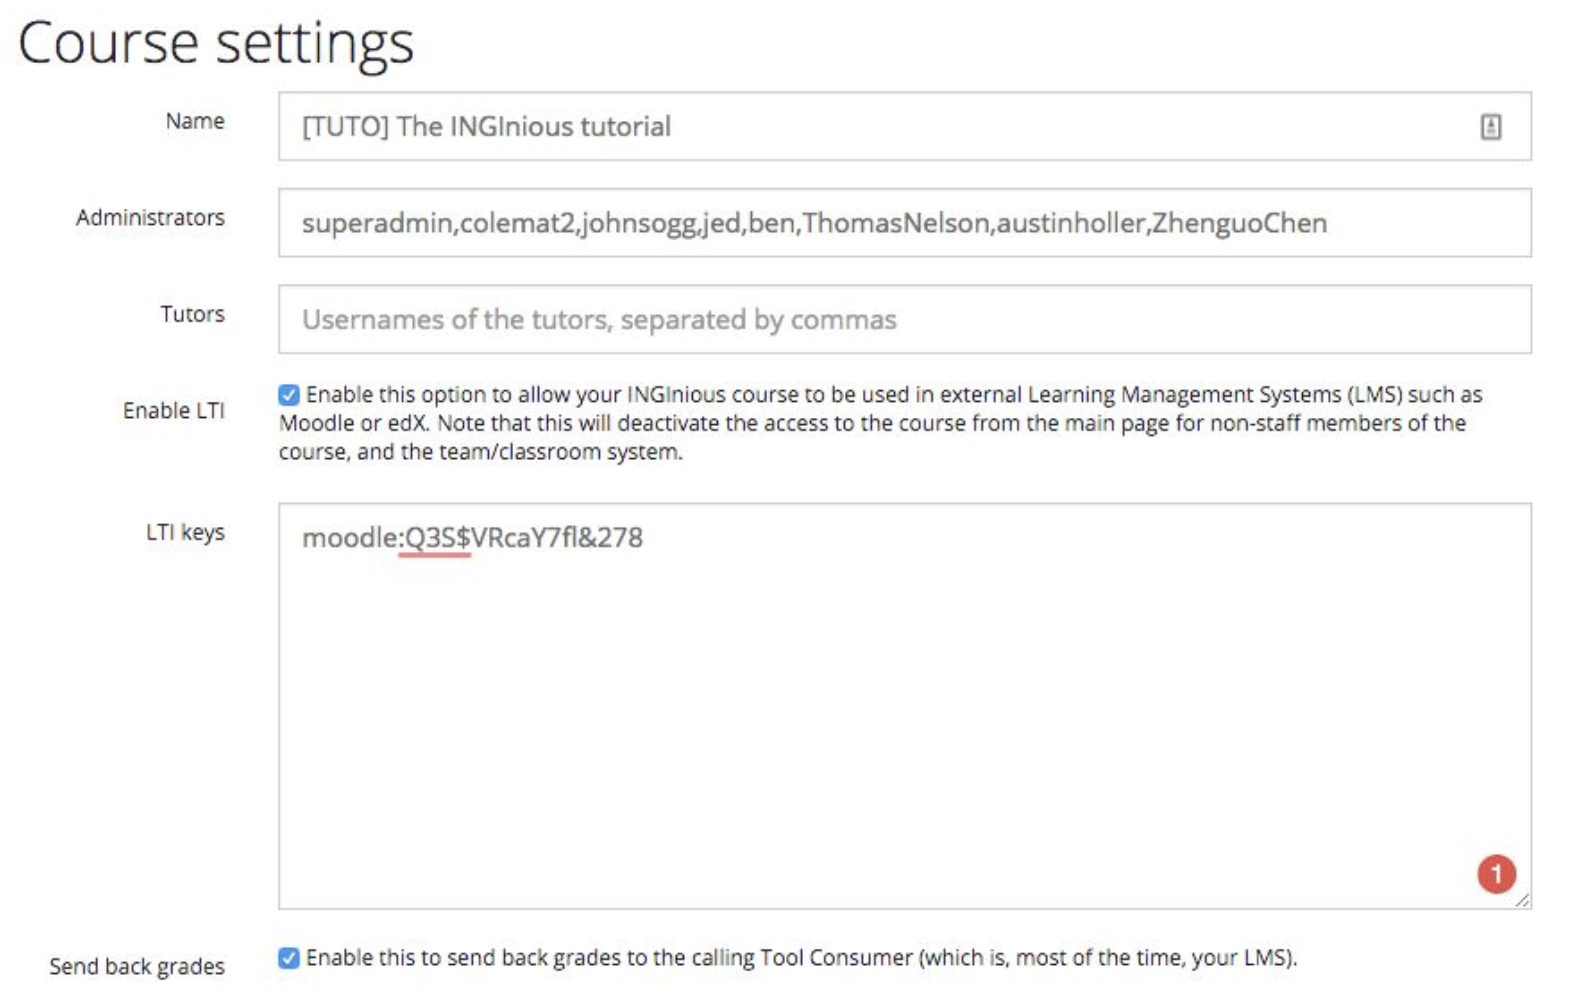 Course settings
Name
[TUTO] The INGInious tutorial
Administrators
superadmin,colemat2,johnsogg,jed,ben,ThomasNelson,austinholler,ZhenguoChen
Tutors
Usernames of the tutors, separated by commas
Enable LTI
Enable this option to allow your INGInious course to be used in external Learning Management Systems (LMS) such as
Moodle or edX. Note that this will deactivate the access to the course from the main page for non-staff members of the
course, and the team/classroom system.
LTI keys
moodle:Q3S$VRcaY7fl&278
1
Send back grades
Enable this to send back grades to the calling Tool Consumer (which is, most of the time, your LMS).